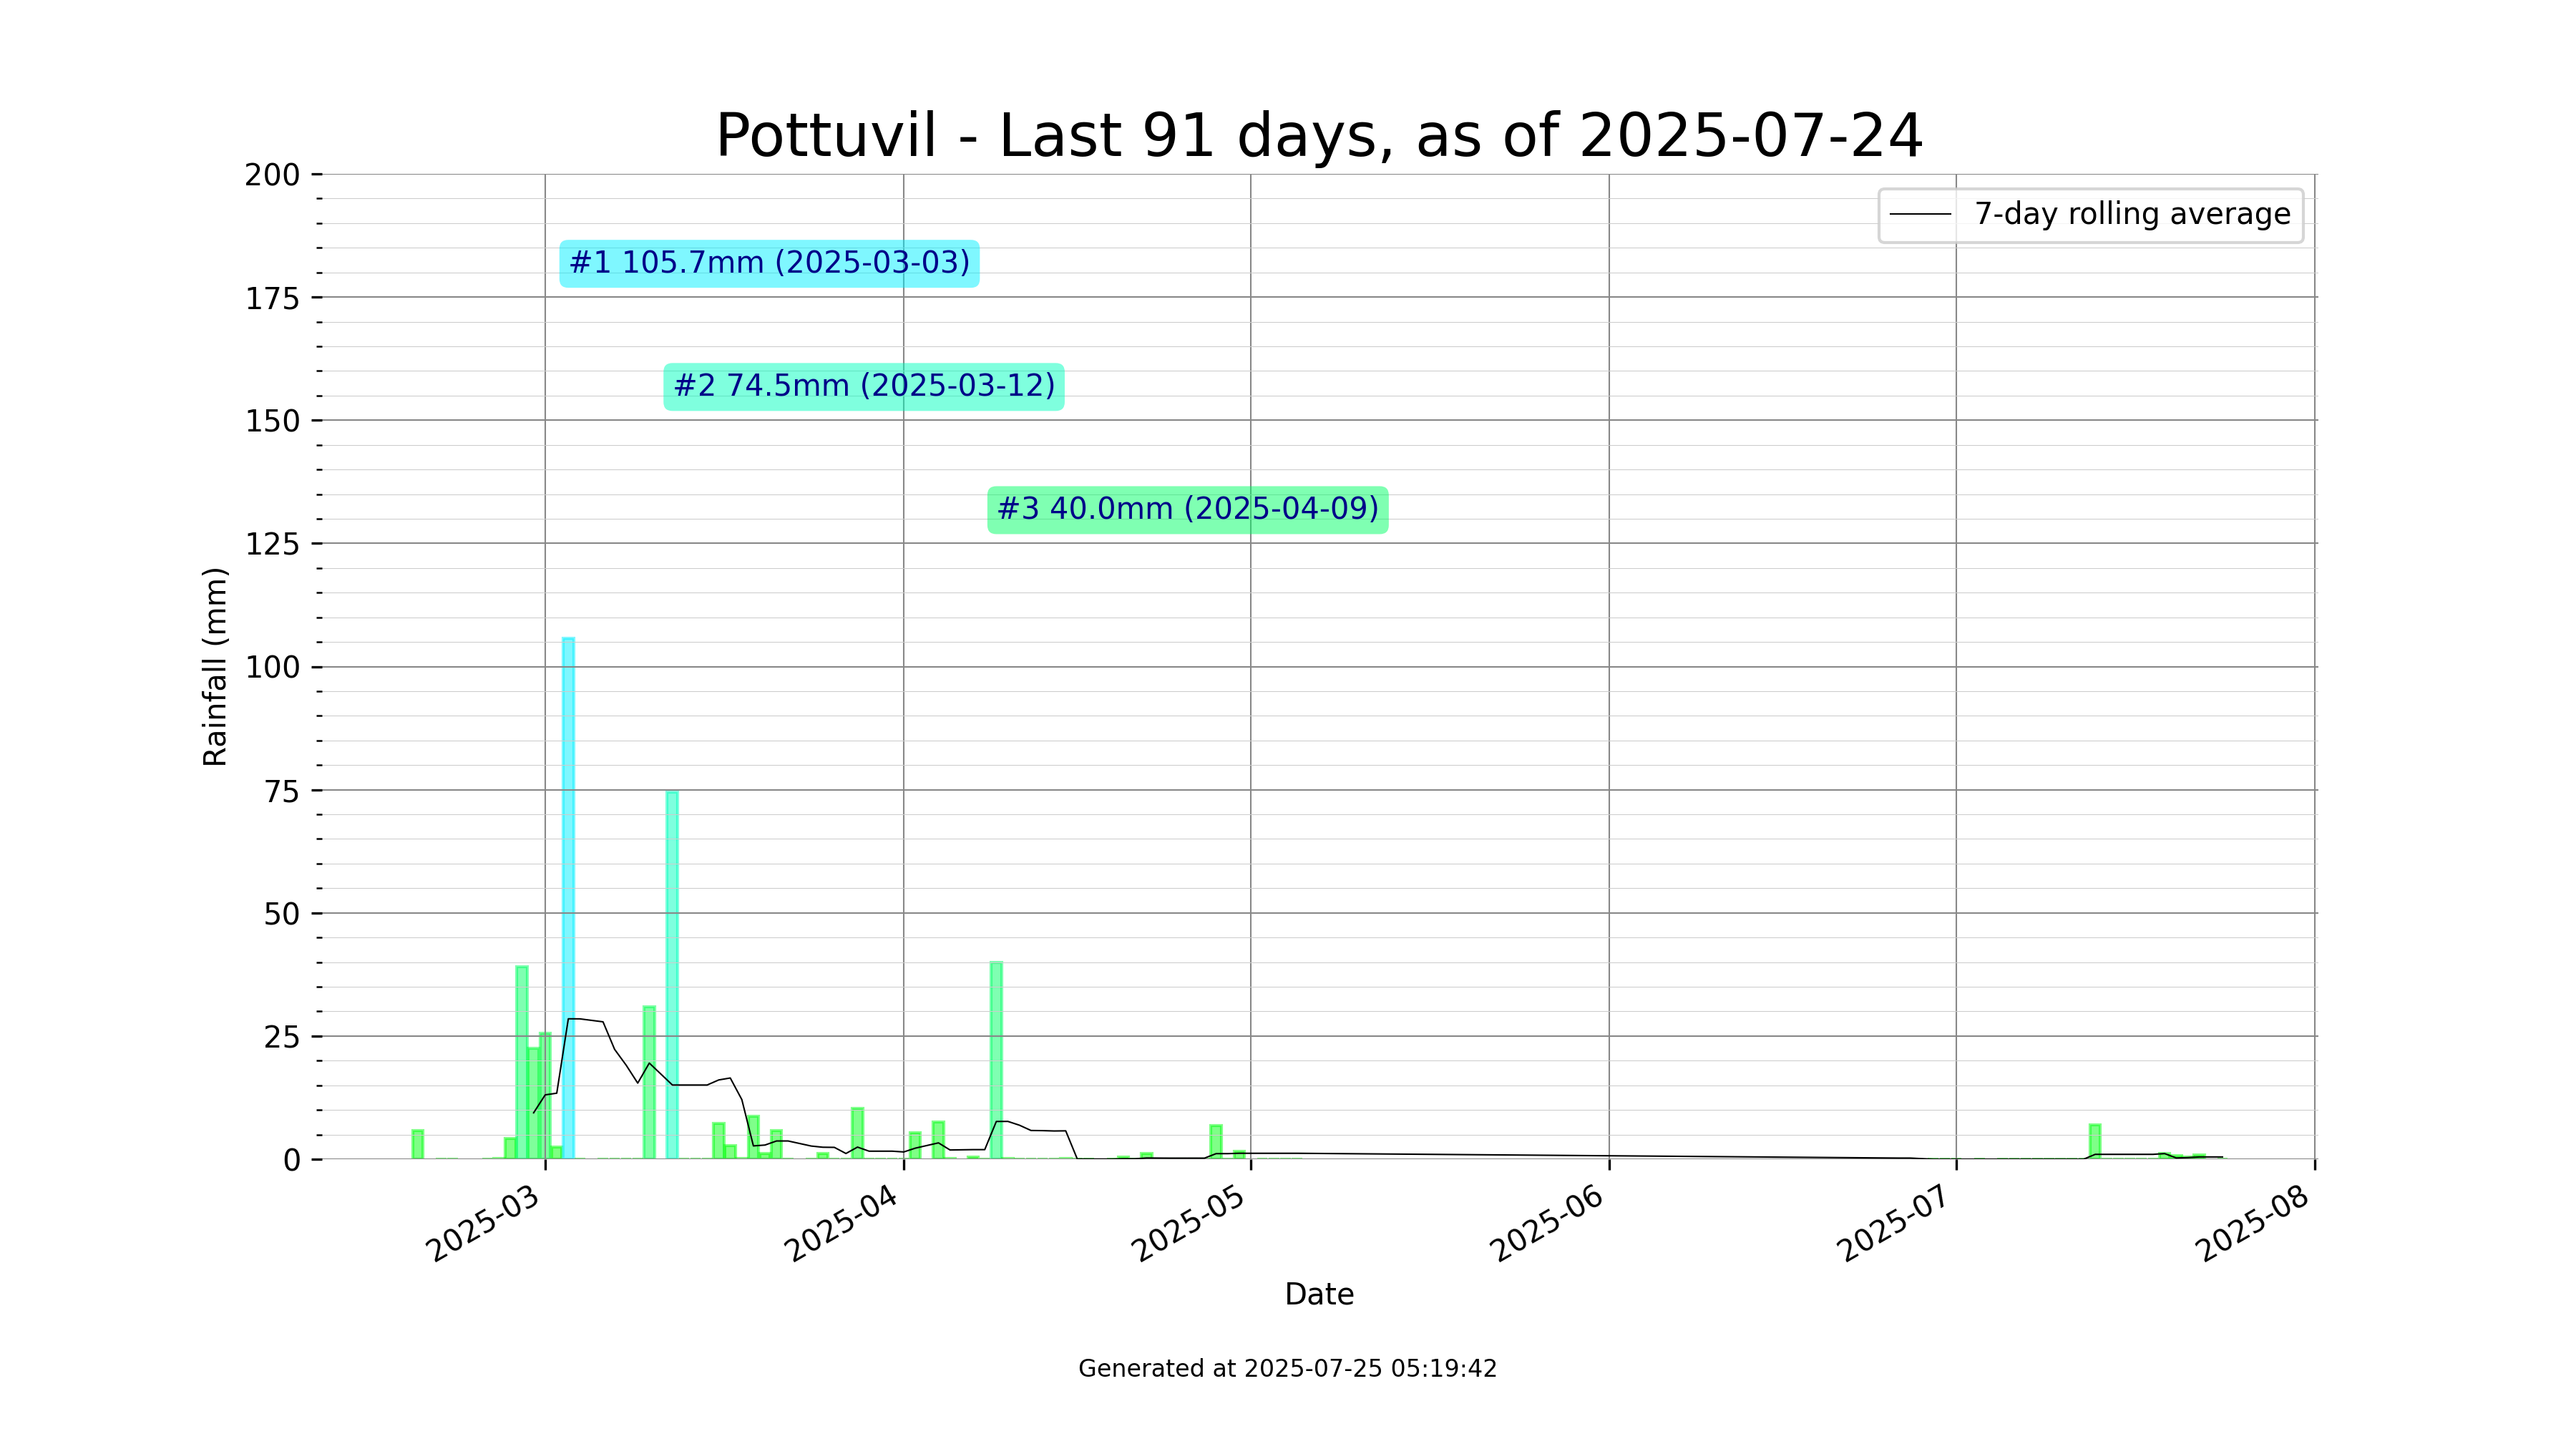 Pottuvil - Last 91 days, as of 2025-07-24
200
175
150
125
100
75
50
25
0
Rainfall (mm)
7-day rolling average
#1 105.7mm (2025-03-03)
#2 74.5mm (2025-03-12)
#3 40.0mm (2025-04-09)
2025-03
2025-04
2025-05
2025-06
2025-07
2025-08
Date
Generated at 2025-07-25 05:19:42